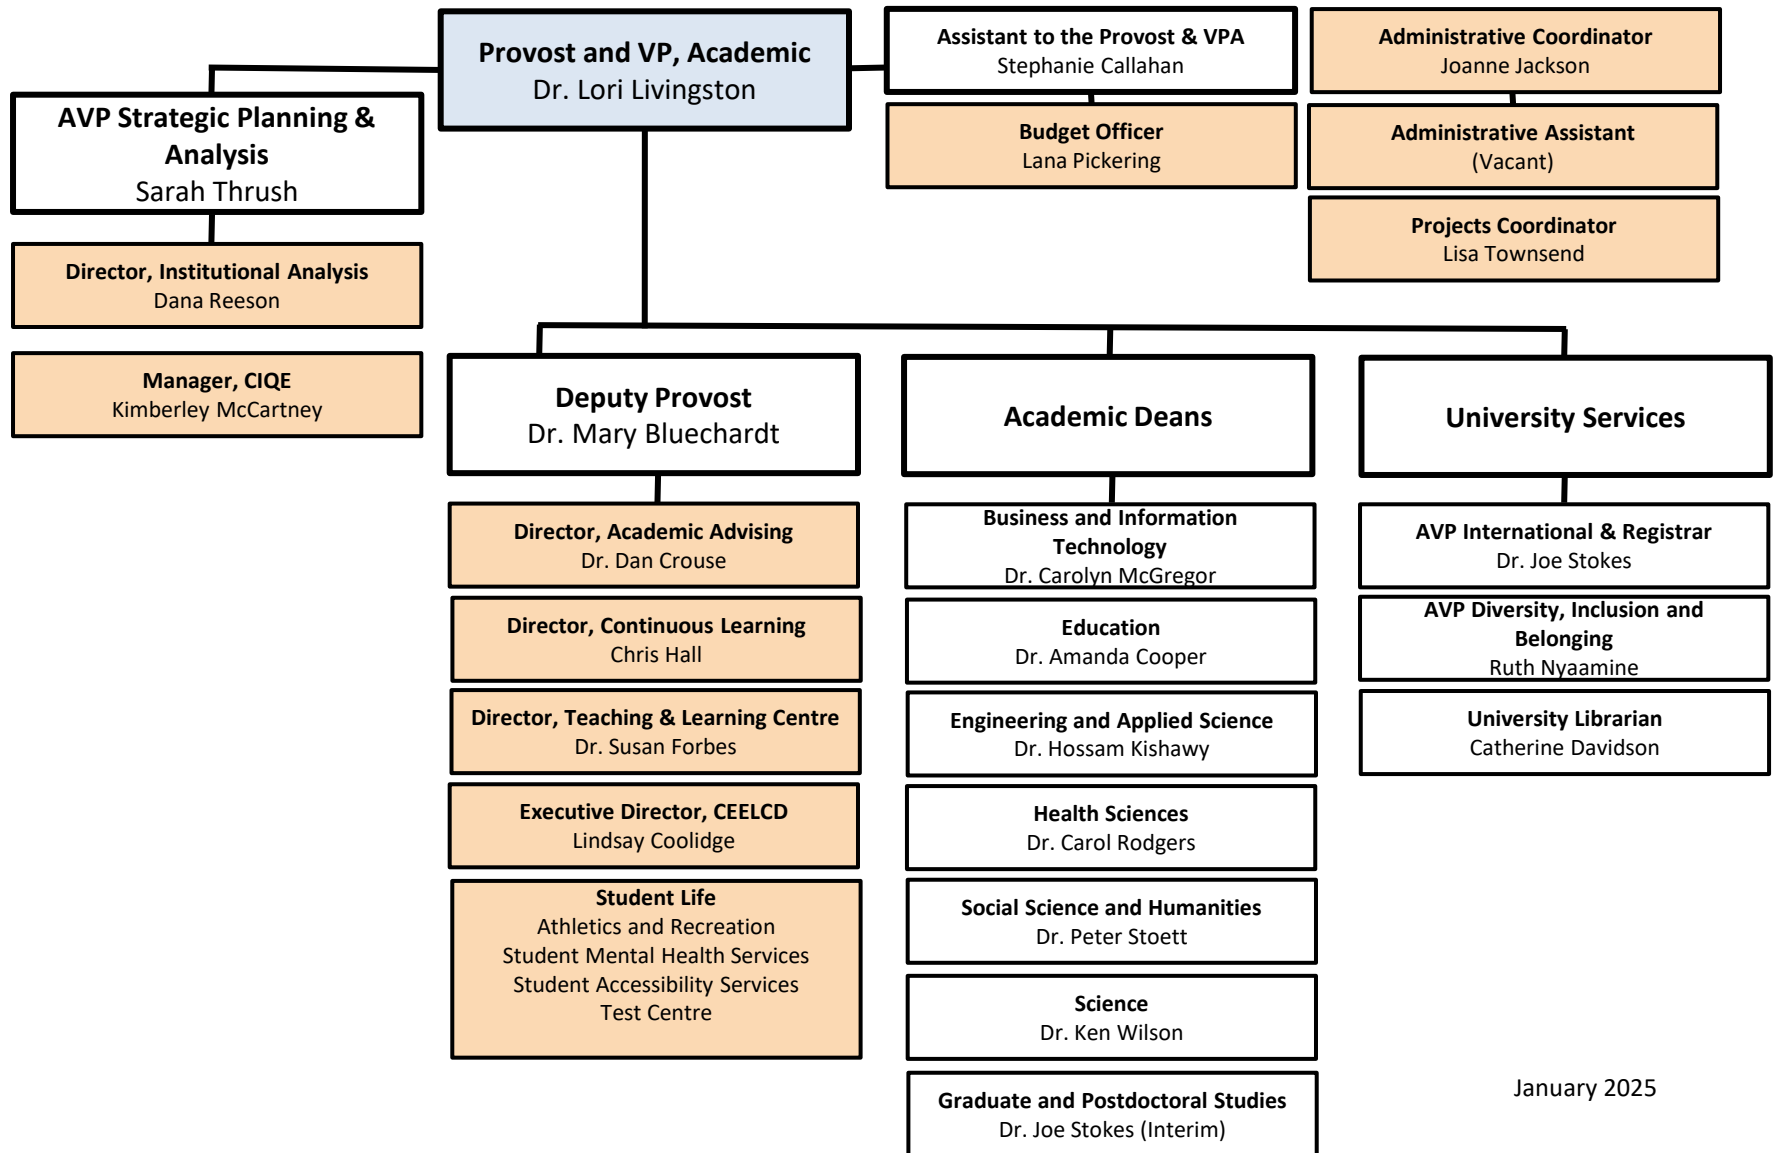 Provost and VP, Academic
Dr. Lori Livingston
Assistant to the Provost & VPA
Stephanie Callahan
Budget Officer
Lana Pickering
Administrative Coordinator
Joanne Jackson
Administrative Assistant
(Vacant)
Projects Coordinator
Lisa Townsend
AVP Strategic Planning &
Analysis
Sarah Thrush
Director, Institutional Analysis
Dana Reeson
Manager, CIQE
Kimberley McCartney
Deputy Provost
Dr. Mary Bluechardt
Director, Academic Advising
Dr. Dan Crouse
Director, Continuous Learning
Chris Hall
Director, Teaching & Learning Centre
Dr. Susan Forbes
Executive Director, CEELCD
Lindsay Coolidge
Student Life
Athletics and Recreation
Student Mental Health Services
Student Accessibility Services
Test Centre
Academic Deans
Business and Information
Technology
Dr. Carolyn McGregor
Education
Dr. Amanda Cooper
Engineering and Applied Science
Dr. Hossam Kishawy
Health Sciences
Dr. Carol Rodgers
Social Science and Humanities
Dr. Peter Stoett
Science
Dr. Ken Wilson
Graduate and Postdoctoral Studies
Dr. Joe Stokes (Interim)
University Services
AVP International & Registrar
Dr. Joe Stokes
AVP Diversity, Inclusion and
Belonging
Ruth Nyaamine
University Librarian
Catherine Davidson
January 2025